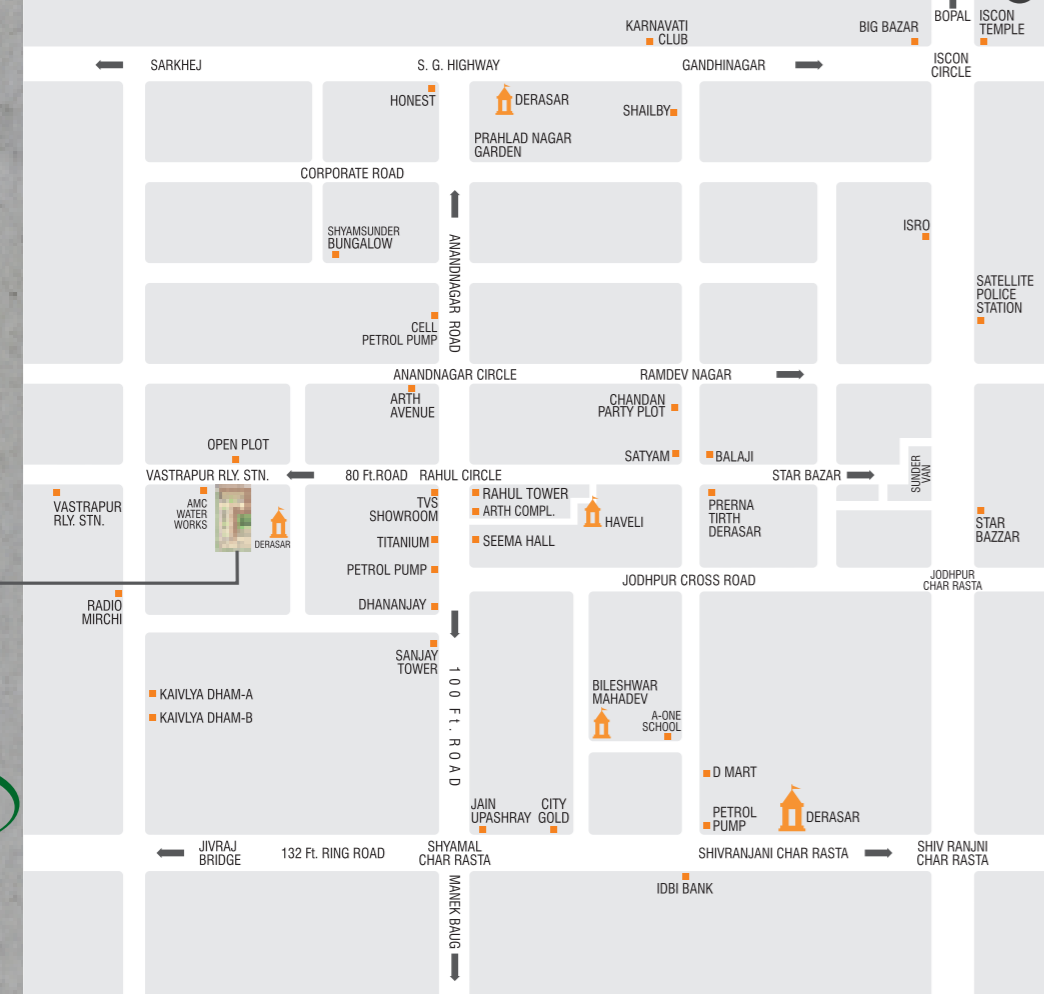 BOPAL
ISCON
TEMPLE
KARNAVATI
CLUB
BIG BAZAR
SARKHEJ
S. G. HIGHWAY
GANDHINAGAR
ISCON
CIRCLE
HONEST
DERASAR
SHAILBY
PRAHLAD NAGAR
GARDEN
CORPORATE ROAD
SHYAMSUNDER
BUNGALOW
ANANDNAGAR ROAD
ISRO
SATELLITE
POLICE
STATION
CELL
PETROL PUMP
ANANDNAGAR CIRCLE
RAMDEV NAGAR
ARTH
AVENUE
CHANDAN
PARTY PLOT
OPEN PLOT
SATYAM
BALAJI
SUNDER
VAN
VASTRAPUR RLY. STN.
80 Ft.ROAD
RAHUL CIRCLE
STAR BAZAR
VASTRAPUR
RLY. STN.
AMC
WATER
WORKS
DERASAR
TVS
SHOWROOM
RAHUL TOWER
ARTH COMPL.
HAVELI
PRERNA
TIRTH
DERASAR
STAR
BAZZAR
TITANIUM
SEEMA HALL
PETROL PUMP
JODHPUR CROSS ROAD
JODHPUR
CHAR RASTA
RADIO
MIRCHI
DHANANJAY
SANJAY
TOWER
100 Ft. ROAD
KAIVLYA DHAM-A
KAIVLYA DHAM-B
BILESHWAR
MAHADEV
A-ONE
SCHOOL
D MART
JAIN
UPASHRAY
CITY
GOLD
PETROL
PUMP
DERASAR
JIVRAJ
BRIDGE
132 Ft. RING ROAD
SHYAMAL
CHAR RASTA
SHIVRANJANI CHAR RASTA
SHIV RANJNI
CHAR RASTA
MANEK BAUG
IDBI BANK